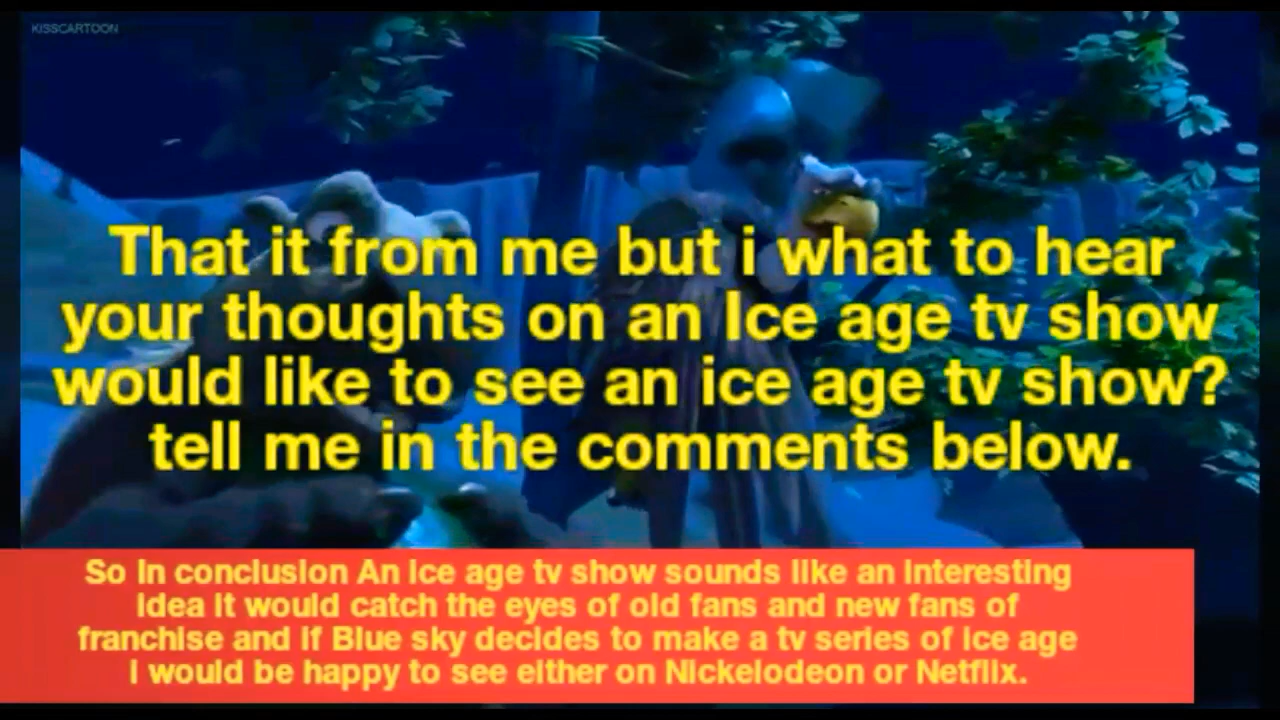 KISSCARTOON
That it from me but i what to hear
your thoughts on an Ice age tv show
would like to see an ice age tv show?
tell me in the comments below.
So In conclusion An Ice age tv show sounds like an interesting
idea it would catch the eyes of old fans and new fans of
franchise and if Blue sky decides to make a tv series of ice age
i would be happy to see either on Nickelodeon or Netflix.